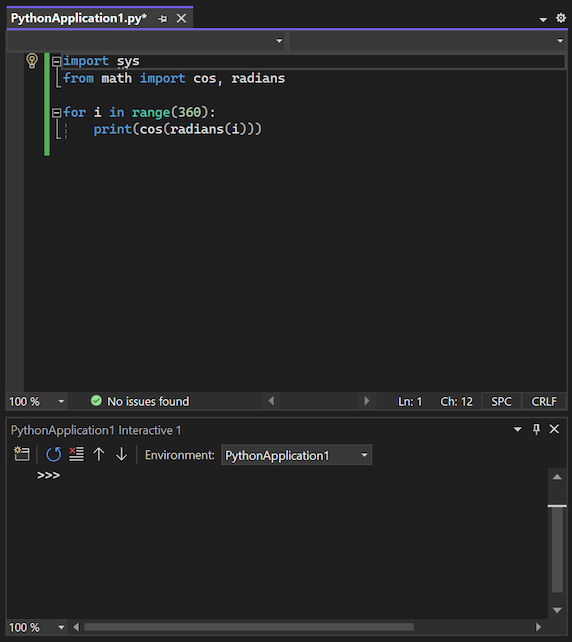 PythonApplication1.py*
import sys
from math import cos, radians
for i in range(360):
    print(cos(radians(i)))
100 % No issues found Ln: 1 Ch: 12 SPC CRLF
PythonApplication1 Interactive 1
Environment: PythonApplication1
>>>
100 %